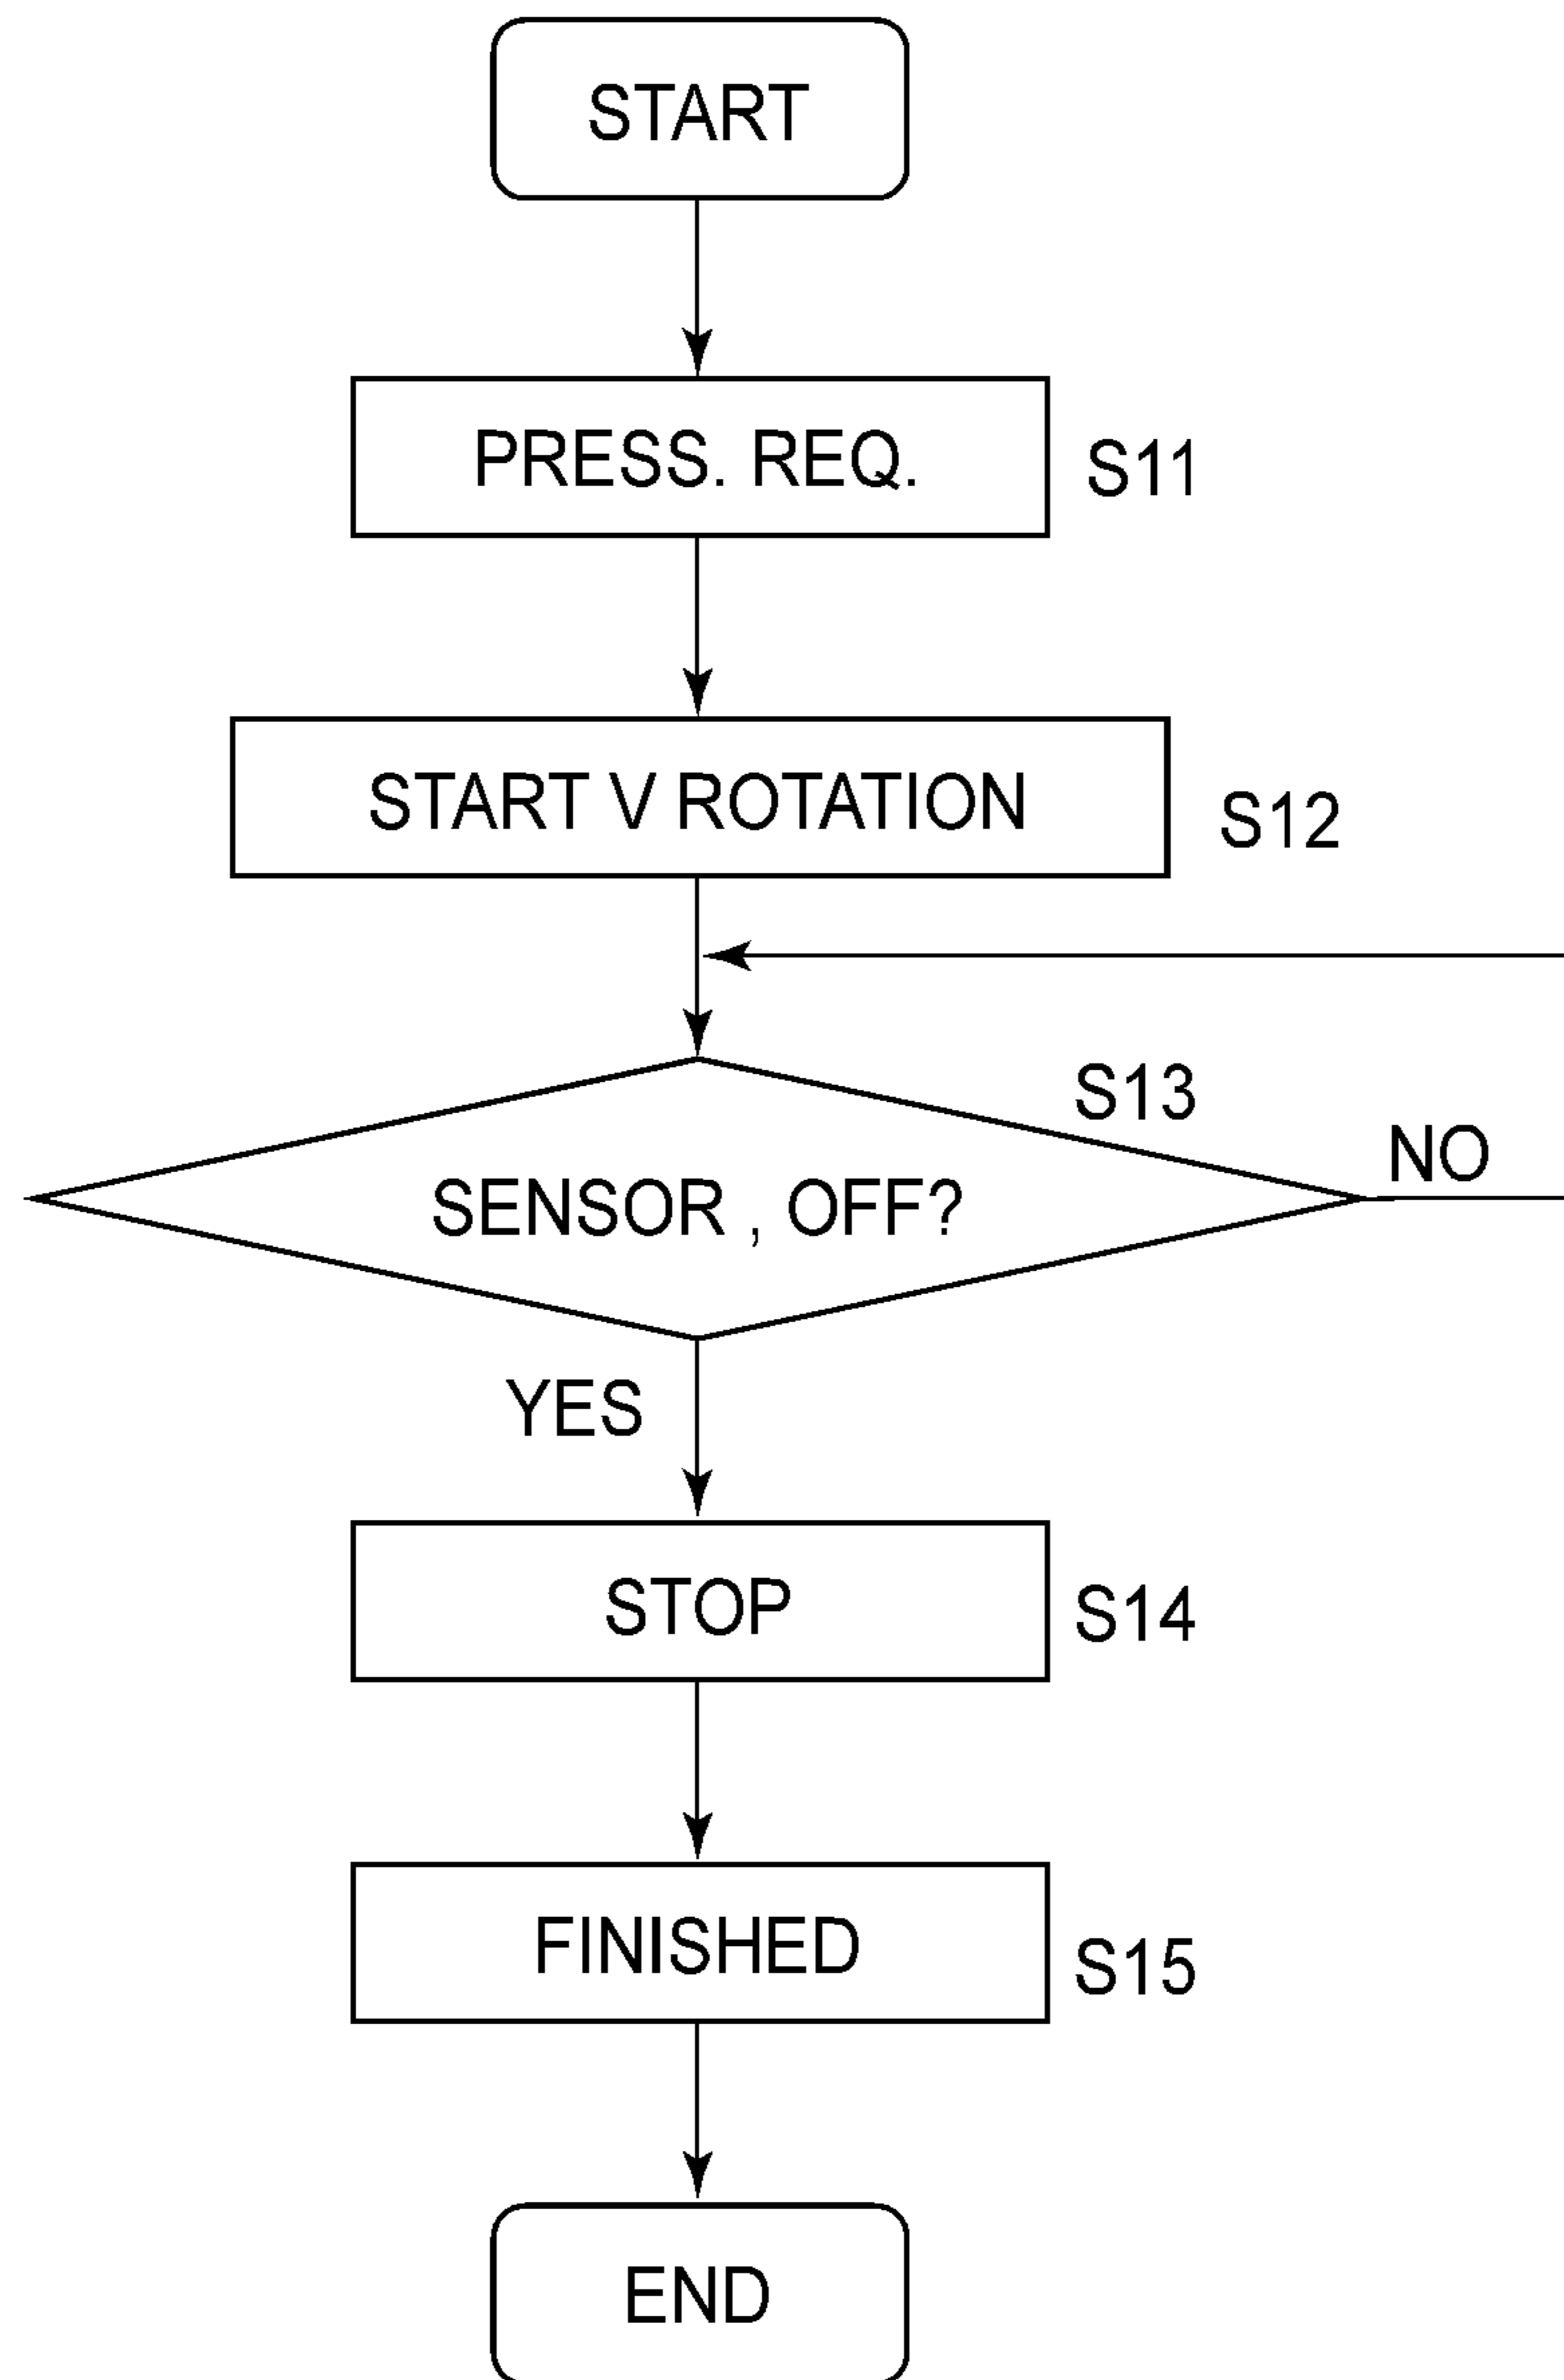 START
PRESS. REQ.
S11
START V ROTATION
S12
S13
NO
SENSOR , OFF?
YES
STOP
S14
FINISHED
S15
END